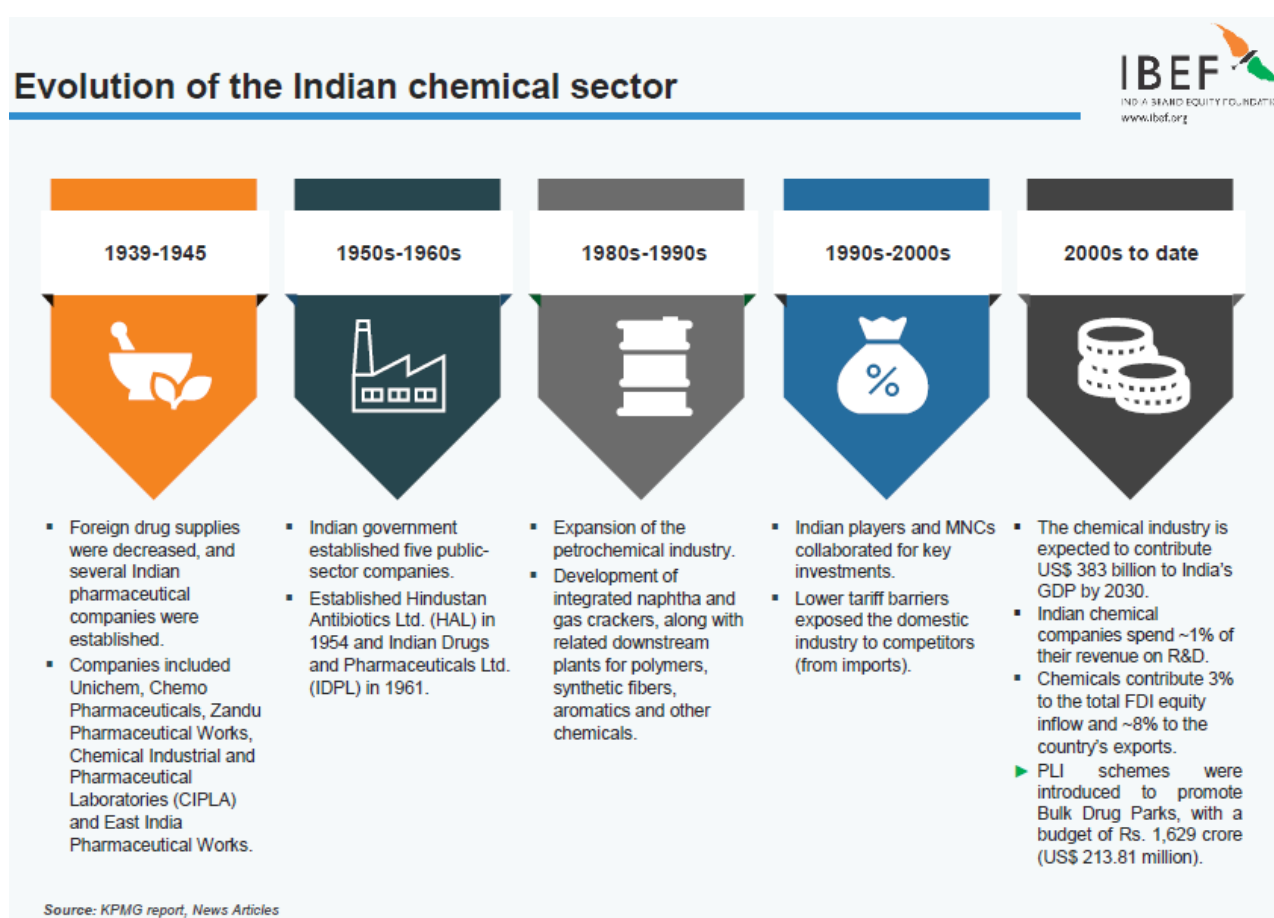 Evolution of the Indian chemical sector
IBEF
INDIA BRAND EQUITY FOUNDATION
www.ibef.org
1939-1945
Foreign drug supplies
were decreased, and
several Indian
pharmaceutical
companies were
established.
Companies included
Unichem, Chemo
Pharmaceuticals, Zandu
Pharmaceutical Works,
Chemical Industrial and
Pharmaceutical
Laboratories (CIPLA)
and East India
Pharmaceutical Works.
1950s-1960s
Indian government
established five public-
sector companies.
Established Hindustan
Antibiotics Ltd. (HAL) in
1954 and Indian Drugs
and Pharmaceuticals Ltd.
(IDPL) in 1961.
1980s-1990s
Expansion of the
petrochemical industry.
Development of
integrated naphtha and
gas crackers, along with
related downstream
plants for polymers,
synthetic fibers,
aromatics and other
chemicals.
1990s-2000s
%
Indian players and MNCs
collaborated for key
investments.
Lower tariff barriers
exposed the domestic
industry to competitors
(from imports).
2000s to date
The chemical industry is
expected to contribute
US$ 383 billion to India's
GDP by 2030.
Indian chemical
companies spend ~1% of
their revenue on R&D.
Chemicals contribute 3%
to the total FDI equity
inflow and ~8% to the
country's exports.
PLI schemes were
introduced to promote
Bulk Drug Parks, with a
budget of Rs. 1,629 crore
(US$ 213.81 million).
Source: KPMG report, News Articles